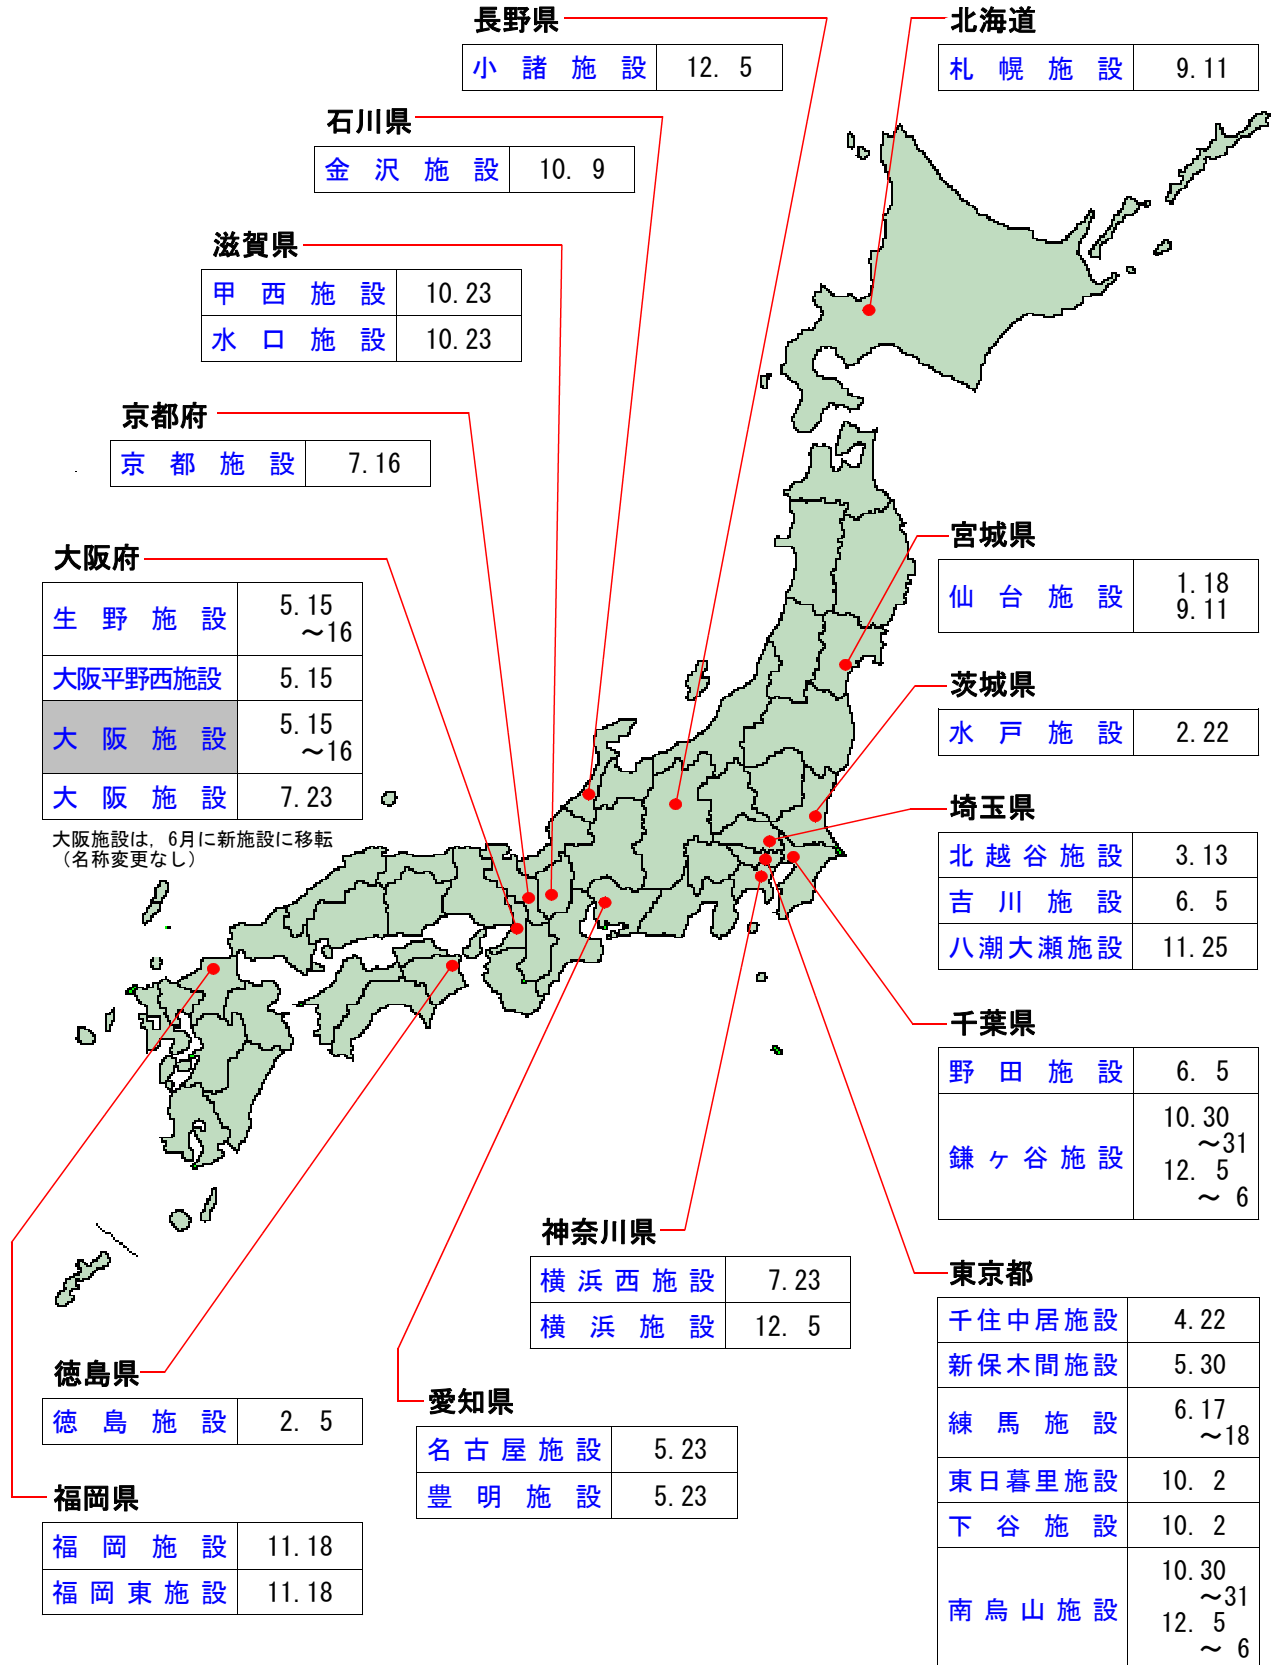 長野県
小諸施設 12. 5
北海道
札幌施設 9.11
石川県
金沢施設 10. 9
滋賀県
甲西施設 10.23
水口施設 10.23
京都府
京都施設 7.16
大阪府
生野施設 5.15
～16
大阪平野西施設 5.15
大阪施設 5.15
～16
大阪施設 7.23
大阪施設は，6月に新施設に移転
（名称変更なし）
宮城県
仙台施設 1.18
9.11
茨城県
水戸施設 2.22
埼玉県
北越谷施設 3.13
吉川施設 6. 5
八潮大瀬施設 11.25
千葉県
野田施設 6. 5
鎌ヶ谷施設 10.30
～31
12. 5
～ 6
神奈川県
横浜西施設 7.23
横浜施設 12. 5
東京都
千住中居施設 4.22
新保木間施設 5.30
練馬施設 6.17
～18
東日暮里施設 10. 2
下谷施設 10. 2
南烏山施設 10.30
～31
12. 5
～ 6
徳島県
徳島施設 2. 5
愛知県
名古屋施設 5.23
豊明施設 5.23
福岡県
福岡施設 11.18
福岡東施設 11.18